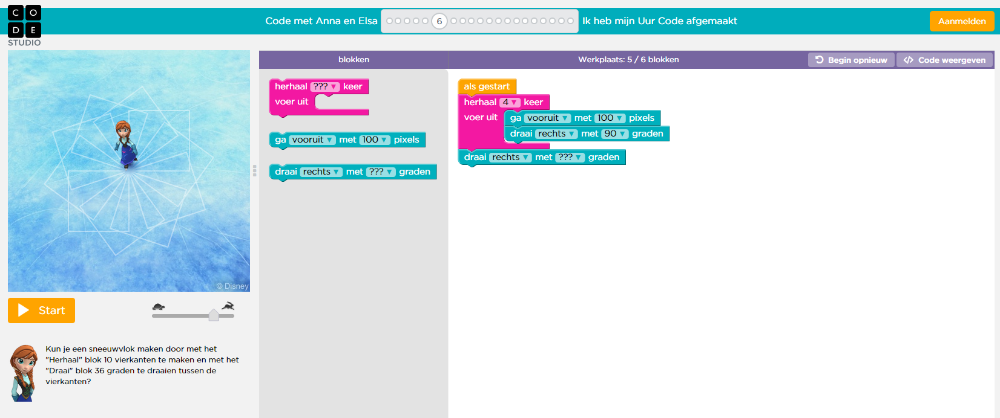 C O
D E
STUDIO
Code met Anna en Elsa
6
Ik heb mijn Uur Code afgemaakt
Aanmelden
blokken
Werkplaats: 5 / 6 blokken
Begin opnieuw
</> Code weergeven
herhaal ??? keer
voer uit
ga vooruit met 100 pixels
draai rechts met ??? graden
als gestart
herhaal 4 keer
voer uit
ga vooruit met 100 pixels
draai rechts met 90 graden
draai rechts met ??? graden
© Disney
Start
Kun je een sneeuwvlok maken door met het
"Herhaal" blok 10 vierkanten te maken en met het
"Draai" blok 36 graden te draaien tussen de
vierkanten?